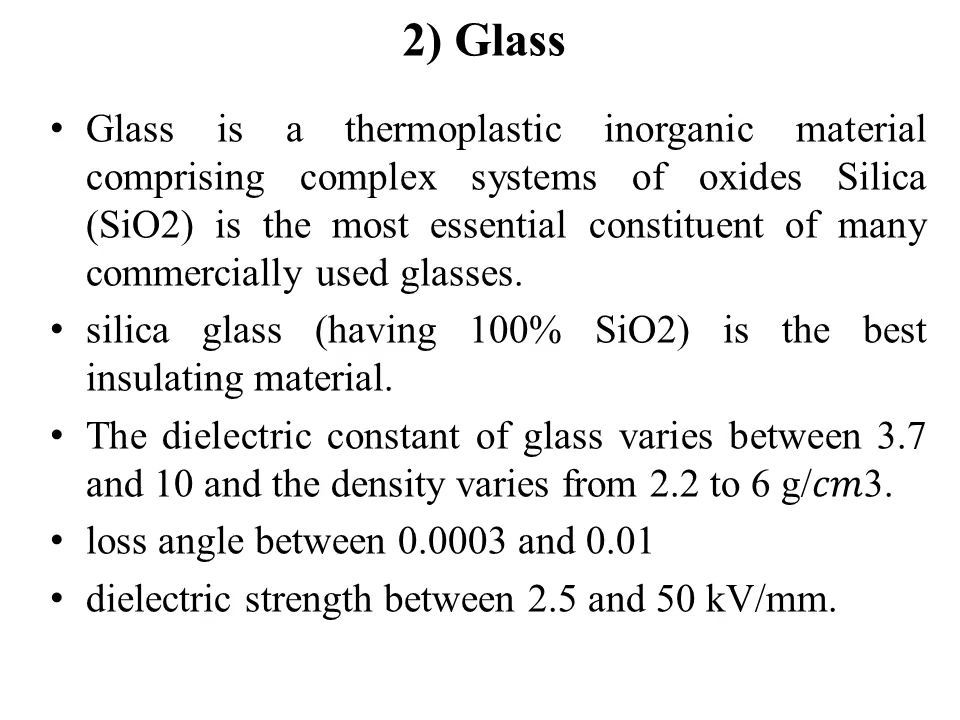 2) Glass
• Glass is a thermoplastic inorganic material
comprising complex systems of oxides Silica
(SiO2) is the most essential constituent of many
commercially used glasses.
• silica glass (having 100% SiO2) is the best
insulating material.
• The dielectric constant of glass varies between 3.7
and 10 and the density varies from 2.2 to 6 g/𝑐𝑚3.
• loss angle between 0.0003 and 0.01
• dielectric strength between 2.5 and 50 kV/mm.